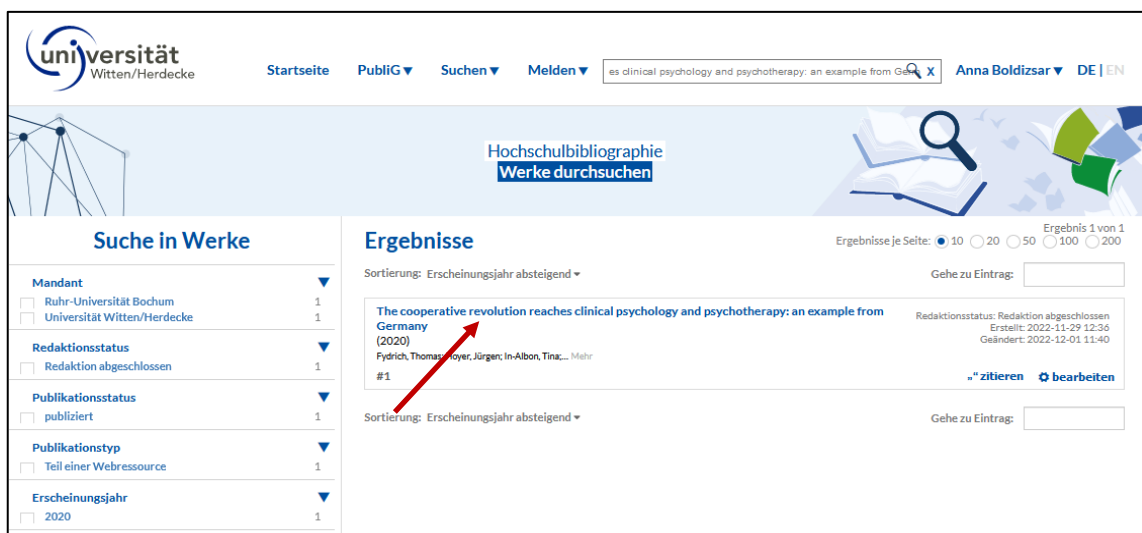 universität
Witten/Herdecke
Startseite PubliG ▼ Suchen ▼ Melden ▼ es clinical psychology and psychotherapy: an example from Gern X Anna Boldizsar ▼ DE | EN
Hochschulbibliographie
Werke durchsuchen
Suche in Werke
Mandant ▼
Ruhr-Universität Bochum 1
Universität Witten/Herdecke 1
Redaktionsstatus ▼
Redaktion abgeschlossen 1
Publikationsstatus ▼
publiziert 1
Publikationstyp ▼
Teil einer Webressource 1
Erscheinungsjahr ▼
2020 1
Ergebnisse
Ergebnis 1 von 1
Ergebnisse je Seite: 10 20 50 100 200
Sortierung: Erscheinungsjahr absteigend
Gehe zu Eintrag:
The cooperative revolution reaches clinical psychology and psychotherapy: an example from
Germany
(2020)
Fydrich, Thomas; Hoyer, Jürgen; In-Albon, Tina;... Mehr
#1
Redaktionsstatus: Redaktion abgeschlossen
Erstellt: 2022-11-29 12:36
Geändert: 2022-12-01 11:40
„“ zitieren bearbeiten
Sortierung: Erscheinungsjahr absteigend
Gehe zu Eintrag: